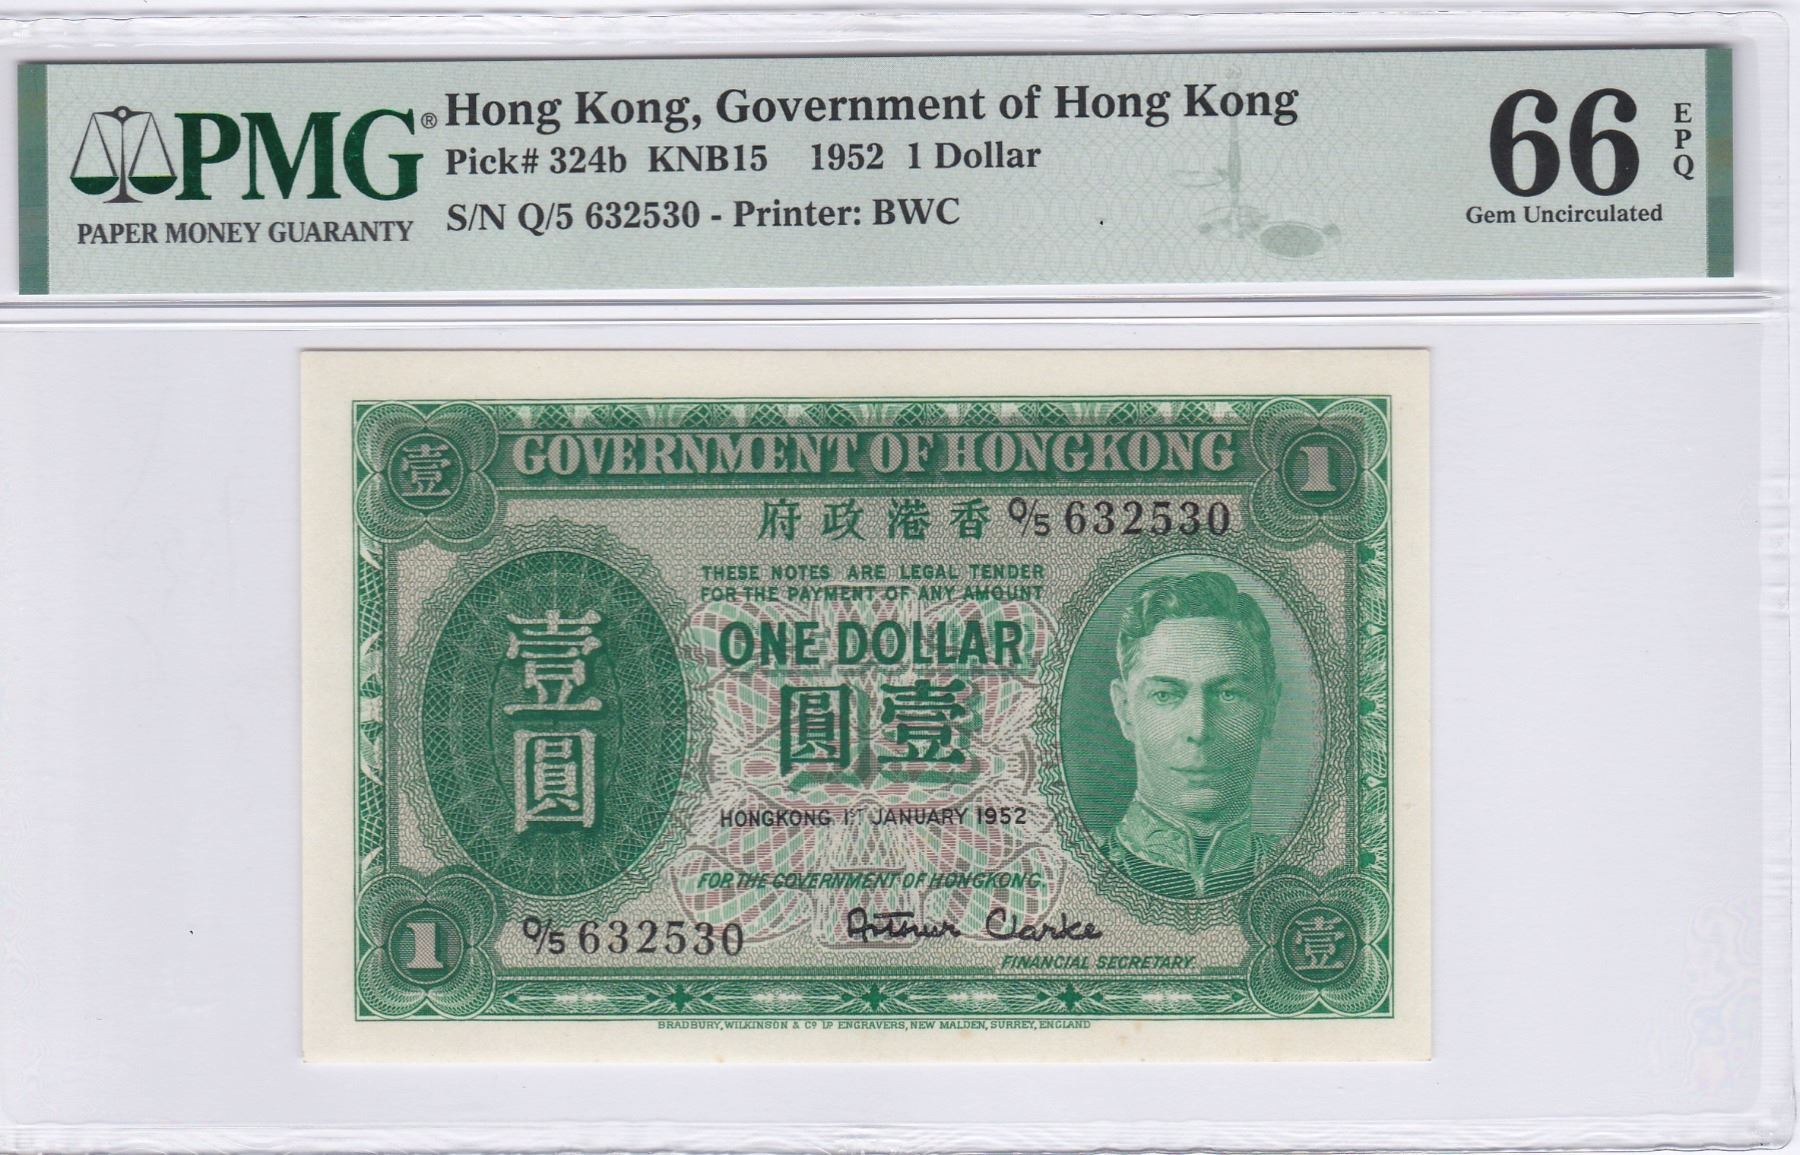 PMG®
PAPER MONEY GUARANTY
Hong Kong, Government of Hong Kong
Pick# 324b KNB15 1952 1 Dollar
S/N Q/5 632530 - Printer: BWC
66
EPQ
Gem Uncirculated
壹
GOVERNMENT OF HONGKONG
1
府政港香
Q/5 632530
THESE NOTES ARE LEGAL TENDER
FOR THE PAYMENT OF ANY AMOUNT
ONE DOLLAR
壹圓
圓壹
HONGKONG, 1ST JANUARY 1952
FOR THE GOVERNMENT OF HONGKONG.
1
Q/5 632530
Arthur Clarke
FINANCIAL SECRETARY.
壹
BRADBURY, WILKINSON & Co Ld ENGRAVERS, NEW MALDEN, SURREY, ENGLAND